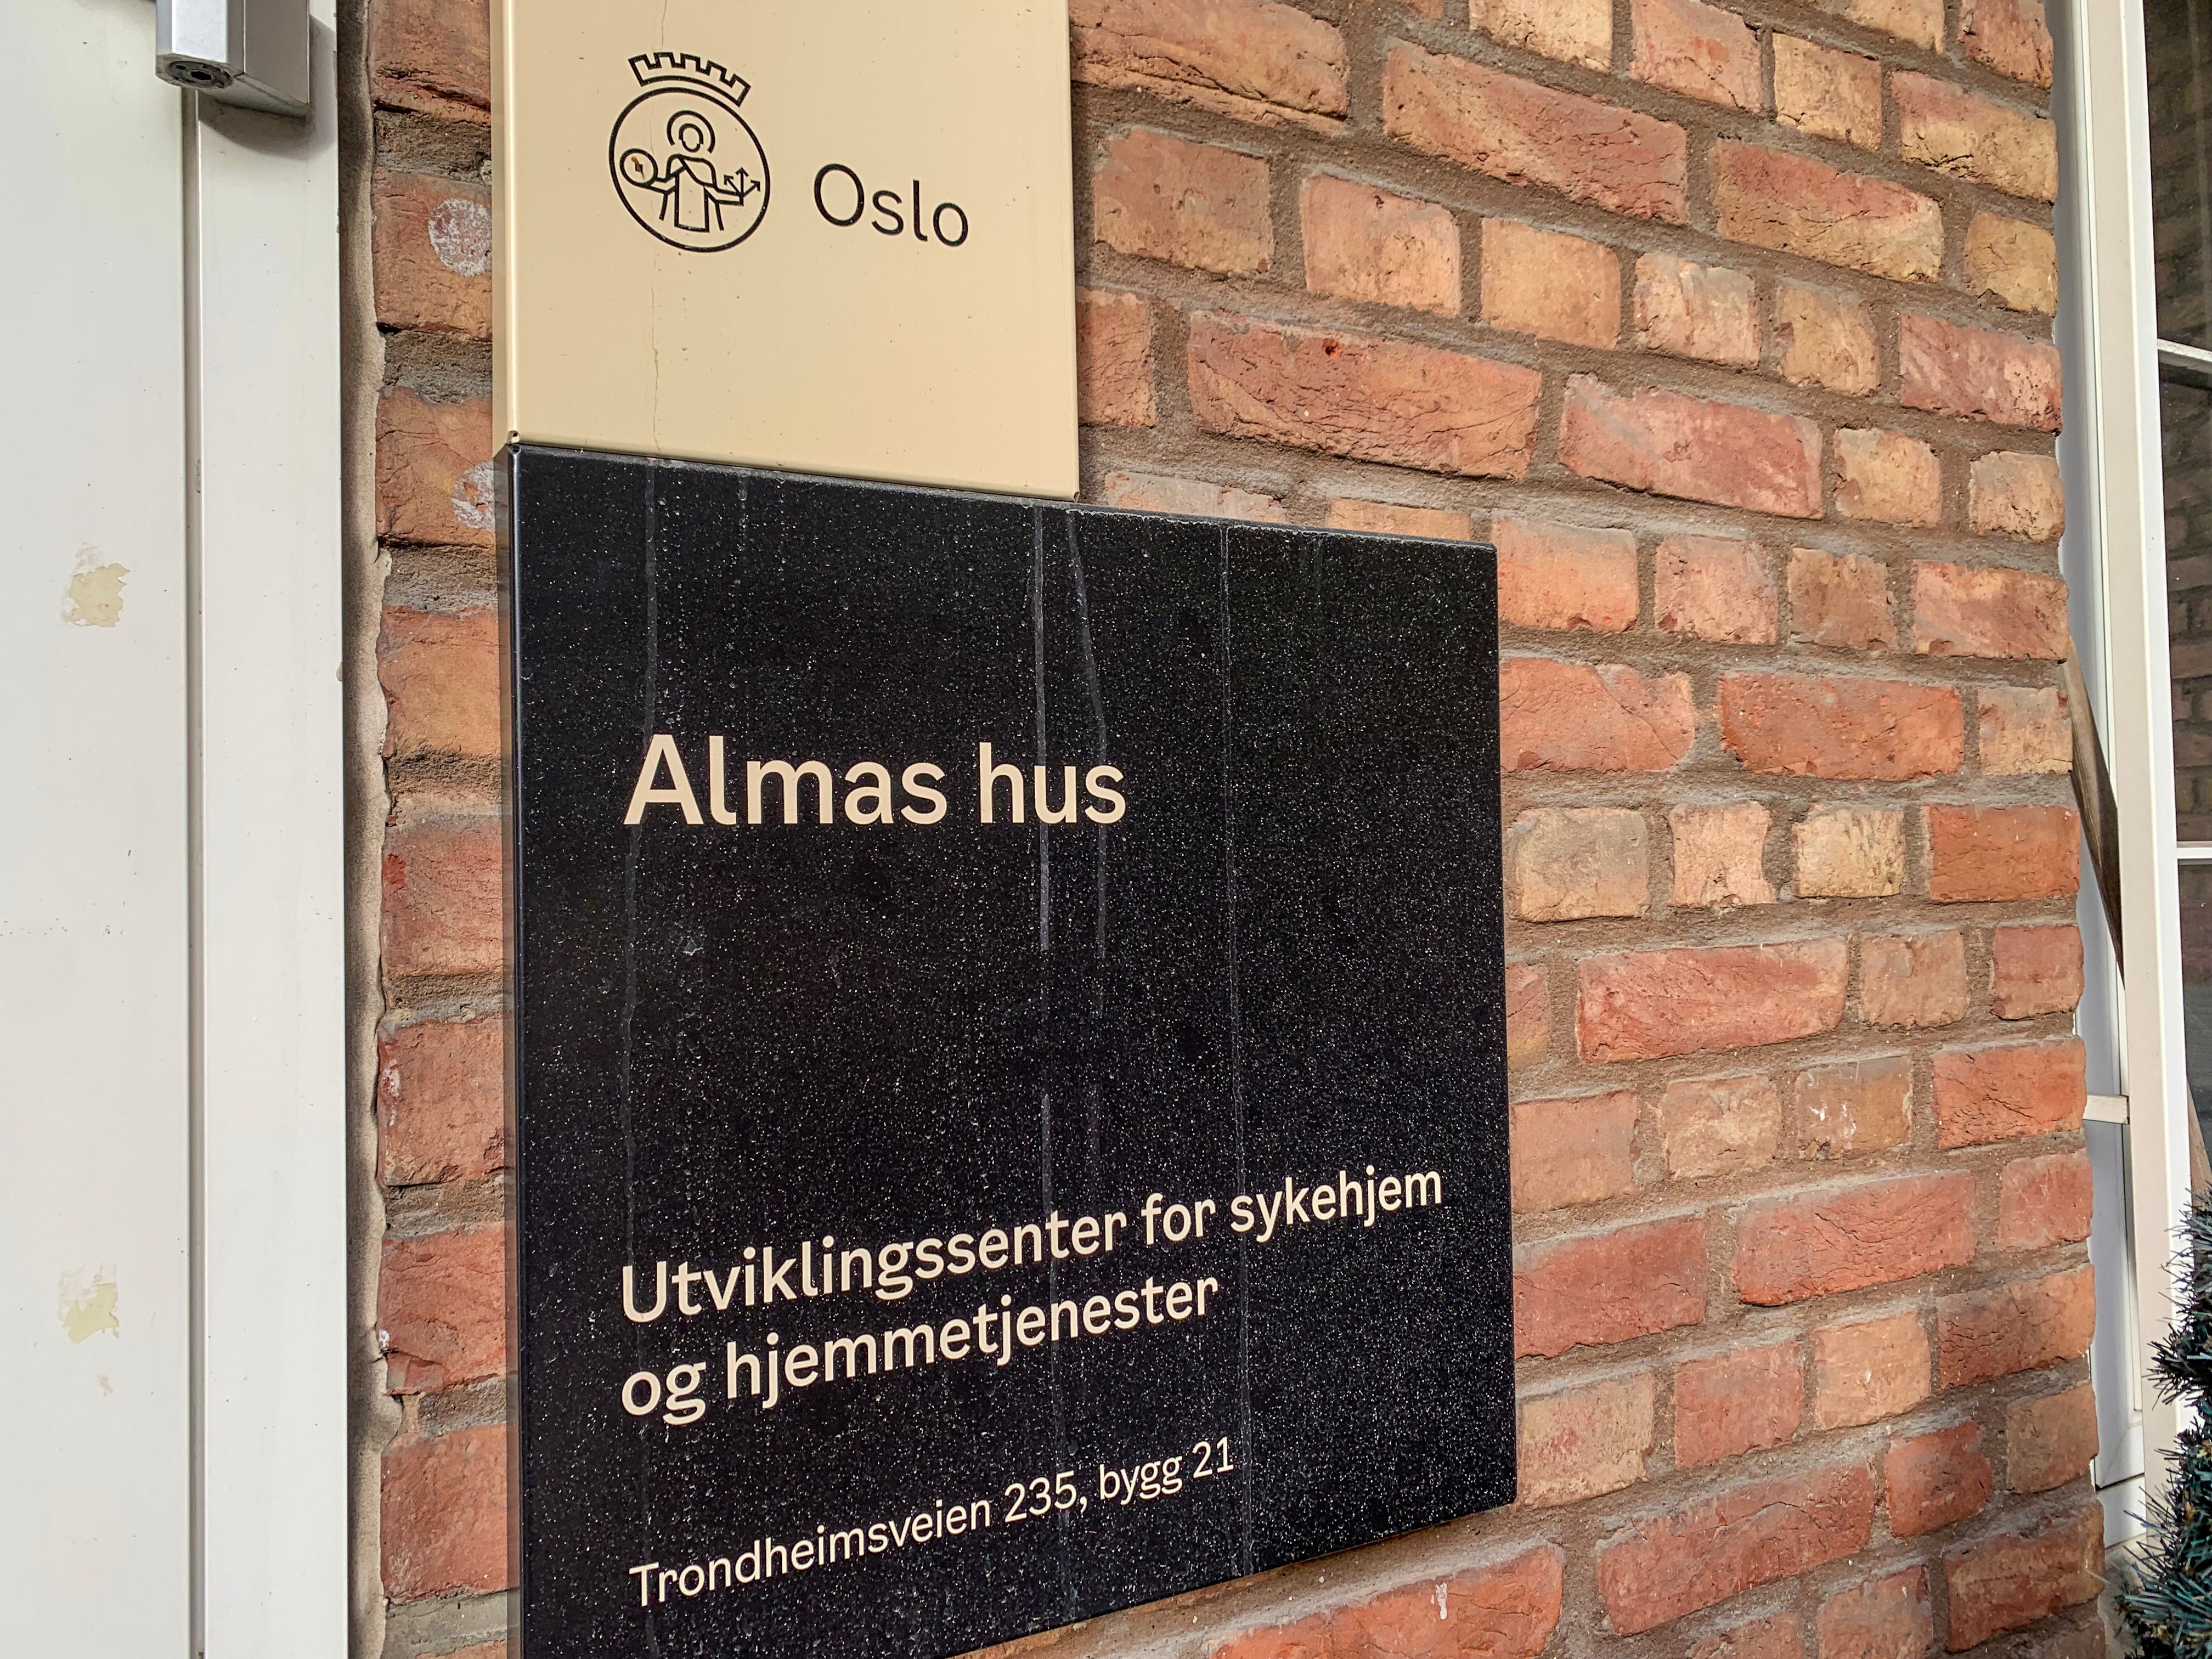 Oslo
Almas hus
Utviklingssenter for sykehjem
og hjemmetjenester
Trondheimsveien 235, bygg 21